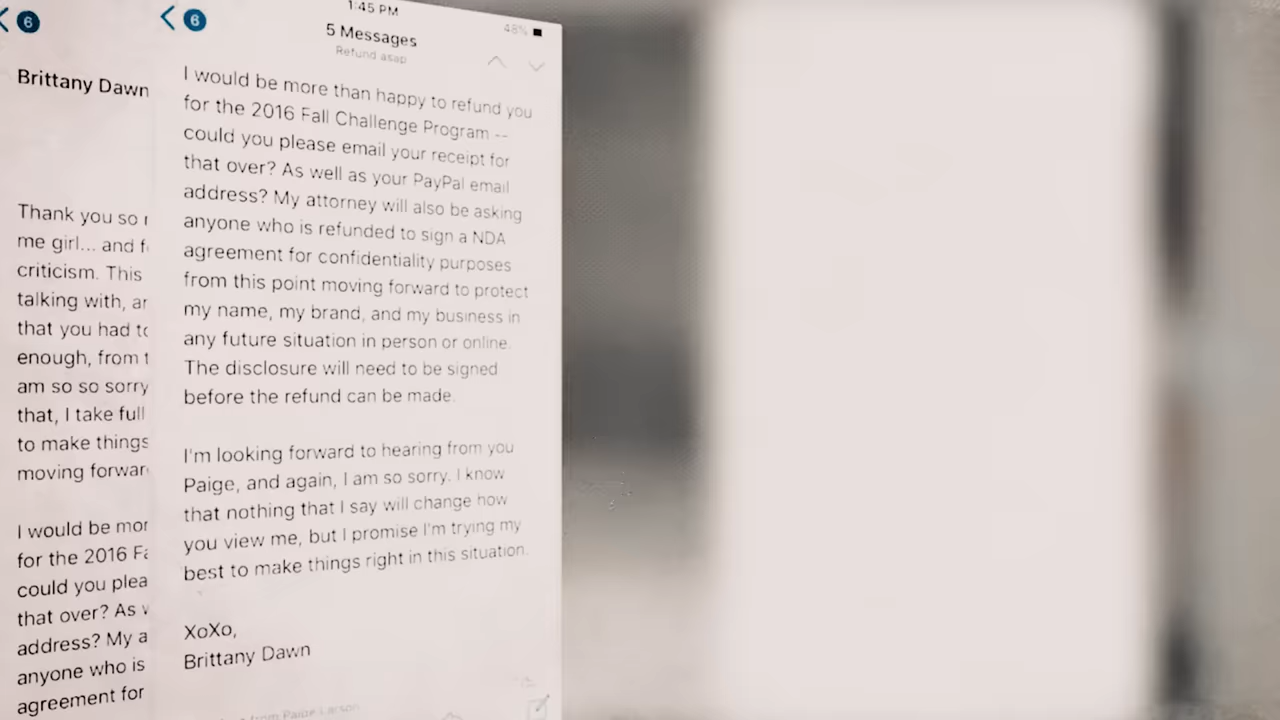 6
Brittany Dawn
Thank you so
me girl... and
criticism. This
talking with,
that you had
enough, from
am so so sorry
that, I take full
to make things
moving
I would be
for the 2016
could you
that over? As
address? My
anyone who is
agreement for
6
1:45 PM
48%
5 Messages
Refund asap
I would be more than happy to refund you
for the 2016 Fall Challenge Program --
could you please email your receipt for
that over? As well as your PayPal email
address? My attorney will also be asking
anyone who is refunded to sign a NDA
agreement for confidentiality purposes
from this point moving forward to protect
my name, my brand, and my business in
any future situation in person or online.
The disclosure will need to be signed
before the refund can be made.
I'm looking forward to hearing from you
Paige, and again, I am so sorry. I know
that nothing that I say will change how
you view me, but I promise I'm trying my
best to make things right in this situation.
XoXo,
Brittany Dawn
from Paige Larson